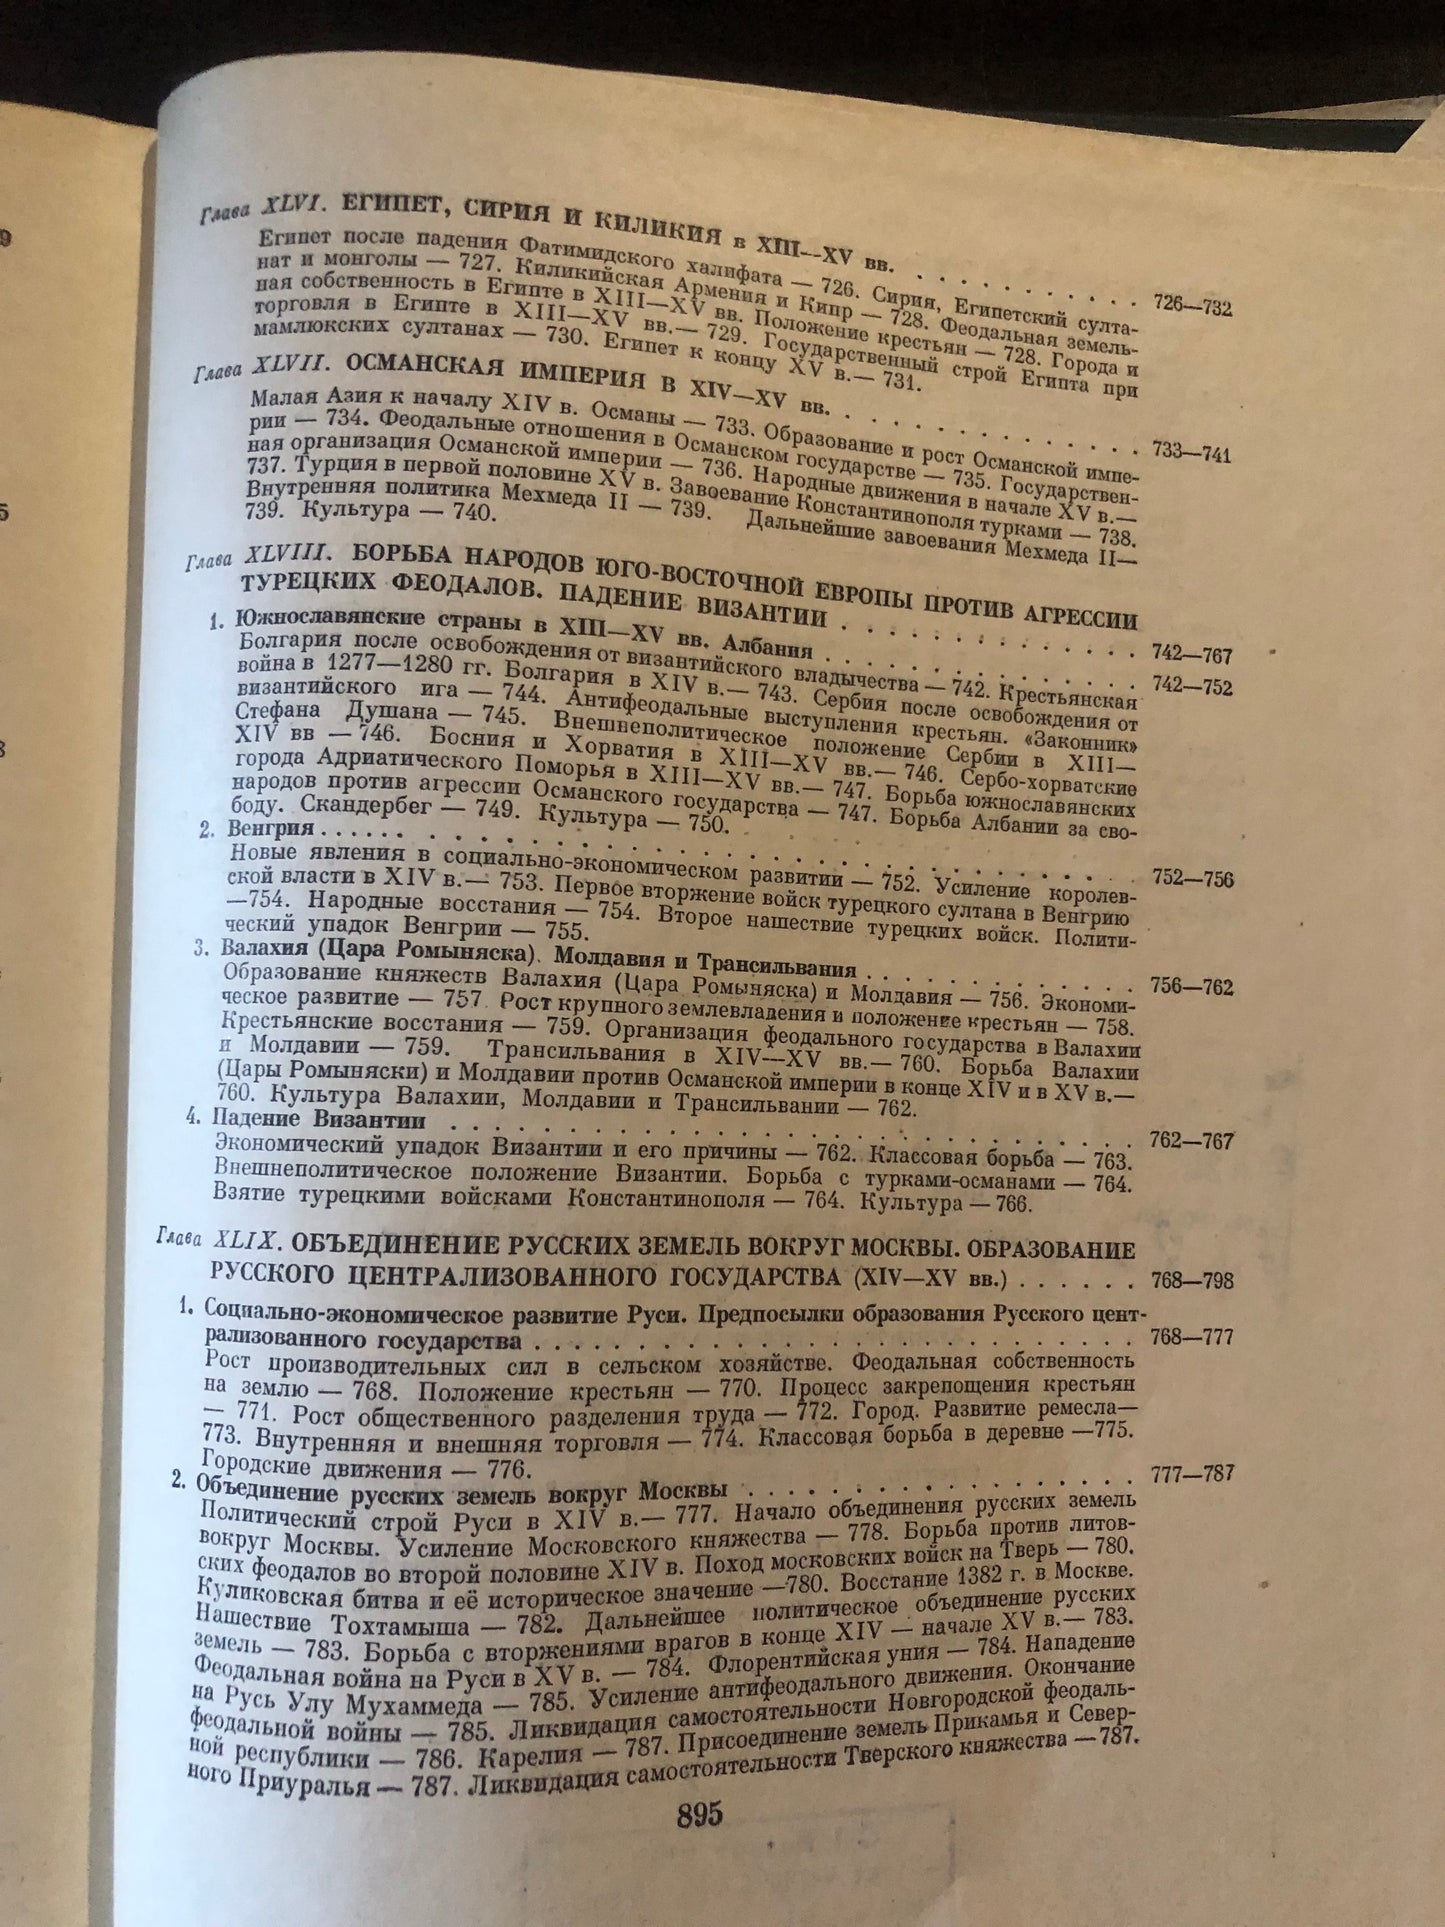 Глава XLVI. ЕГИПЕТ, СИРИЯ И КИЛИКИЯ в XIII—XV вв. . . . . . . . . . . . 726—732
Египет после падения Фатимидского халифата — 726. Сирия, Египетский султа-
нат и монголы — 727. Киликийская Армения и Кипр — 728. Феодальная земель-
ная собственность в Египте в XIII—XV вв. Положение крестьян — 728. Города и
торговля в Египте в XIII—XV вв.— 729. Государственный строй Египта при
мамлюкских султанах — 730. Египет к концу XV в.— 731.
Глава XLVII. ОСМАНСКАЯ ИМПЕРИЯ В XIV—XV вв. . . . . . . . . . . . . . 733—741
Малая Азия к началу XIV в. Османы — 733. Образование и рост Османской импе-
рии — 734. Феодальные отношения в Османском государстве — 735. Государствен-
ная организация Османской империи — 736. Народные движения в начале XV в.—
737. Турция в первой половине XV в. Завоевание Константинополя турками — 738.
Внутренняя политика Мехмеда II — 739. Дальнейшие завоевания Мехмеда II—
739. Культура — 740.
Глава XLVIII. БОРЬБА НАРОДОВ ЮГО-ВОСТОЧНОЙ ЕВРОПЫ ПРОТИВ АГРЕССИИ
ТУРЕЦКИХ ФЕОДАЛОВ. ПАДЕНИЕ ВИЗАНТИИ . . . . . . . . . . . . 742—767
1. Южнославянские страны в XIII—XV вв. Албания . . . . . . . . . . . . 742—752
Болгария после освобождения от византийского владычества — 742. Крестьянская
война в 1277—1280 гг. Болгария в XIV в.— 743. Сербия после освобождения от
византийского ига — 744. Антифеодальные выступления крестьян. «Законник»
Стефана Душана — 745. Внешнеполитическое положение Сербии в XIII—
XIV вв —746. Босния и Хорватия в XIII—XV вв.— 746. Сербо-хорватские
города Адриатического Поморья в XIII—XV вв.— 747. Борьба южнославянских
народов против агрессии Османского государства — 747. Борьба Албании за сво-
боду. Скандербег — 749. Культура — 750.
2. Венгрия . . . . . . . . . . . . . . . . . . . . . . . 752—756
Новые явления в социально-экономическом развитии — 752. Усиление королев-
ской власти в XIV в.— 753. Первое вторжение войск турецкого султана в Венгрию
—754. Народные восстания — 754. Второе нашествие турецких войск. Полити-
ческий упадок Венгрии — 755.
3. Валахия (Цара Ромыняска). Молдавия и Трансильвания . . . . . . . . . . . 756—762
Образование княжеств Валахия (Цара Ромыняска) и Молдавия — 756. Экономи-
ческое развитие — 757. Рост крупного землевладения и положение крестьян — 758.
Крестьянские восстания — 759. Организация феодального государства в Валахии
и Молдавии — 759. Трансильвания в XIV—XV вв.— 760. Борьба Валахии
(Цары Ромыняски) и Молдавии против Османской империи в конце XIV и в XV в.—
760. Культура Валахии, Молдавии и Трансильвании — 762.
4. Падение Византии . . . . . . . . . . . . . . . . . . . . . 762—767
Экономический упадок Византии и его причины — 762. Классовая борьба — 763.
Внешнеполитическое положение Византии. Борьба с турками-османами — 764.
Взятие турецкими войсками Константинополя — 764. Культура — 766.
Глава XLIX. ОБЪЕДИНЕНИЕ РУССКИХ ЗЕМЕЛЬ ВОКРУГ МОСКВЫ. ОБРАЗОВАНИЕ
РУССКОГО ЦЕНТРАЛИЗОВАННОГО ГОСУДАРСТВА (XIV—XV вв.) . . . . . . 768—798
1. Социально-экономическое развитие Руси. Предпосылки образования Русского цент-
рализованного государства . . . . . . . . . . . . . . . . . . . . 768—777
Рост производительных сил в сельском хозяйстве. Феодальная собственность
на землю — 768. Положение крестьян — 770. Процесс закрепощения крестьян
— 771. Рост общественного разделения труда — 772. Город. Развитие ремесла—
773. Внутренняя и внешняя торговля — 774. Классовая борьба в деревне —775.
Городские движения — 776.
2. Объединение русских земель вокруг Москвы . . . . . . . . . . . . . . 777—787
Политический строй Руси в XIV в.— 777. Начало объединения русских земель
вокруг Москвы. Усиление Московского княжества — 778. Борьба против литов-
ских феодалов во второй половине XIV в. Поход московских войск на Тверь — 780.
Куликовская битва и её историческое значение —780. Восстание 1382 г. в Москве.
Нашествие Тохтамыша — 782. Дальнейшее политическое объединение русских
земель — 783. Борьба с вторжениями врагов в конце XIV — начале XV в.— 783.
Феодальная война на Руси в XV в. — 784. Флорентийская уния — 784. Нападение
на Русь Улу Мухаммеда — 785. Усиление антифеодального движения. Окончание
феодальной войны — 785. Ликвидация самостоятельности Новгородской феодаль-
ной республики — 786. Карелия — 787. Присоединение земель Прикамья и Север-
ного Приуралья — 787. Ликвидация самостоятельности Тверского княжества —787.
895